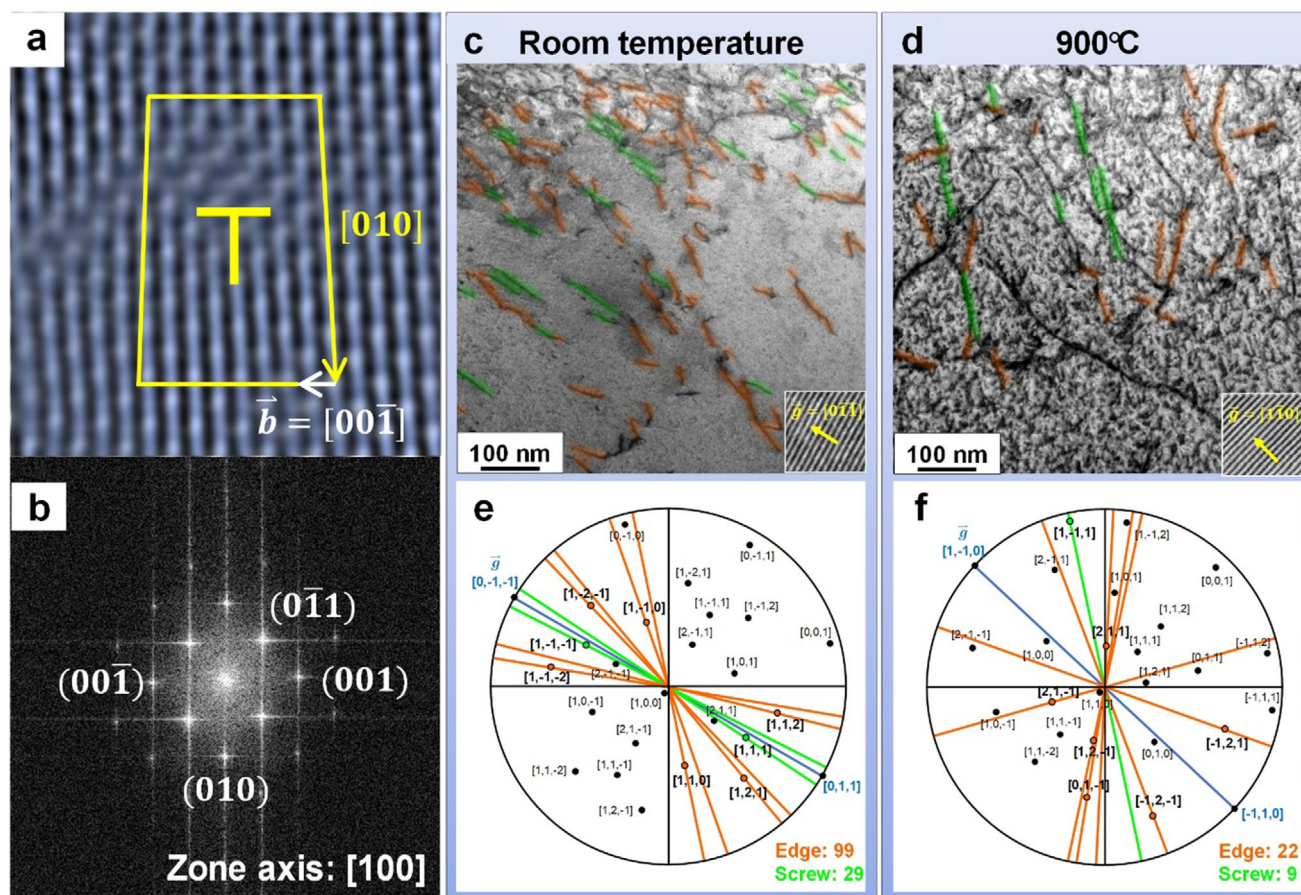 a
[010]
b⃗ = [001̄]
b
(01̄1)
(001̄)
(001)
(010)
Zone axis: [100]
c
Room temperature
g⃗ = [01̄1̄]
100 nm
d
900°C
g⃗ = [11̄0]
100 nm
e
g⃗
[0,-1,-1]
[0,-1,0]
[0,-1,1]
[1,-2,1]
[1,-2,-1]
[1,-1,0]
[1,-1,1]
[1,-1,2]
[1,-1,-1]
[2,-1,1]
[0,0,1]
[2,-1,-1]
[1,-1,-2]
[1,0,1]
[1,0,0]
[1,0,-1]
[2,1,1]
[1,1,2]
[2,1,-1]
[1,1,1]
[1,1,-2]
[1,1,-1]
[1,1,0]
[1,2,1]
[0,1,1]
[1,2,-1]
Edge: 99
Screw: 29
f
g⃗
[1,-1,0]
[1,-1,1]
[1,-1,2]
[2,-1,1]
[1,0,1]
[0,0,1]
[1,1,2]
[2,-1,-1]
[1,0,0]
[2,1,1]
[1,1,1]
[0,1,1]
[-1,1,2]
[1,2,1]
[2,1,-1]
[1,1,0]
[-1,1,1]
[1,0,-1]
[1,1,-1]
[1,1,-2]
[1,2,-1]
[0,1,0]
[-1,2,1]
[0,1,-1]
[-1,2,-1]
[-1,1,0]
Edge: 22
Screw: 9